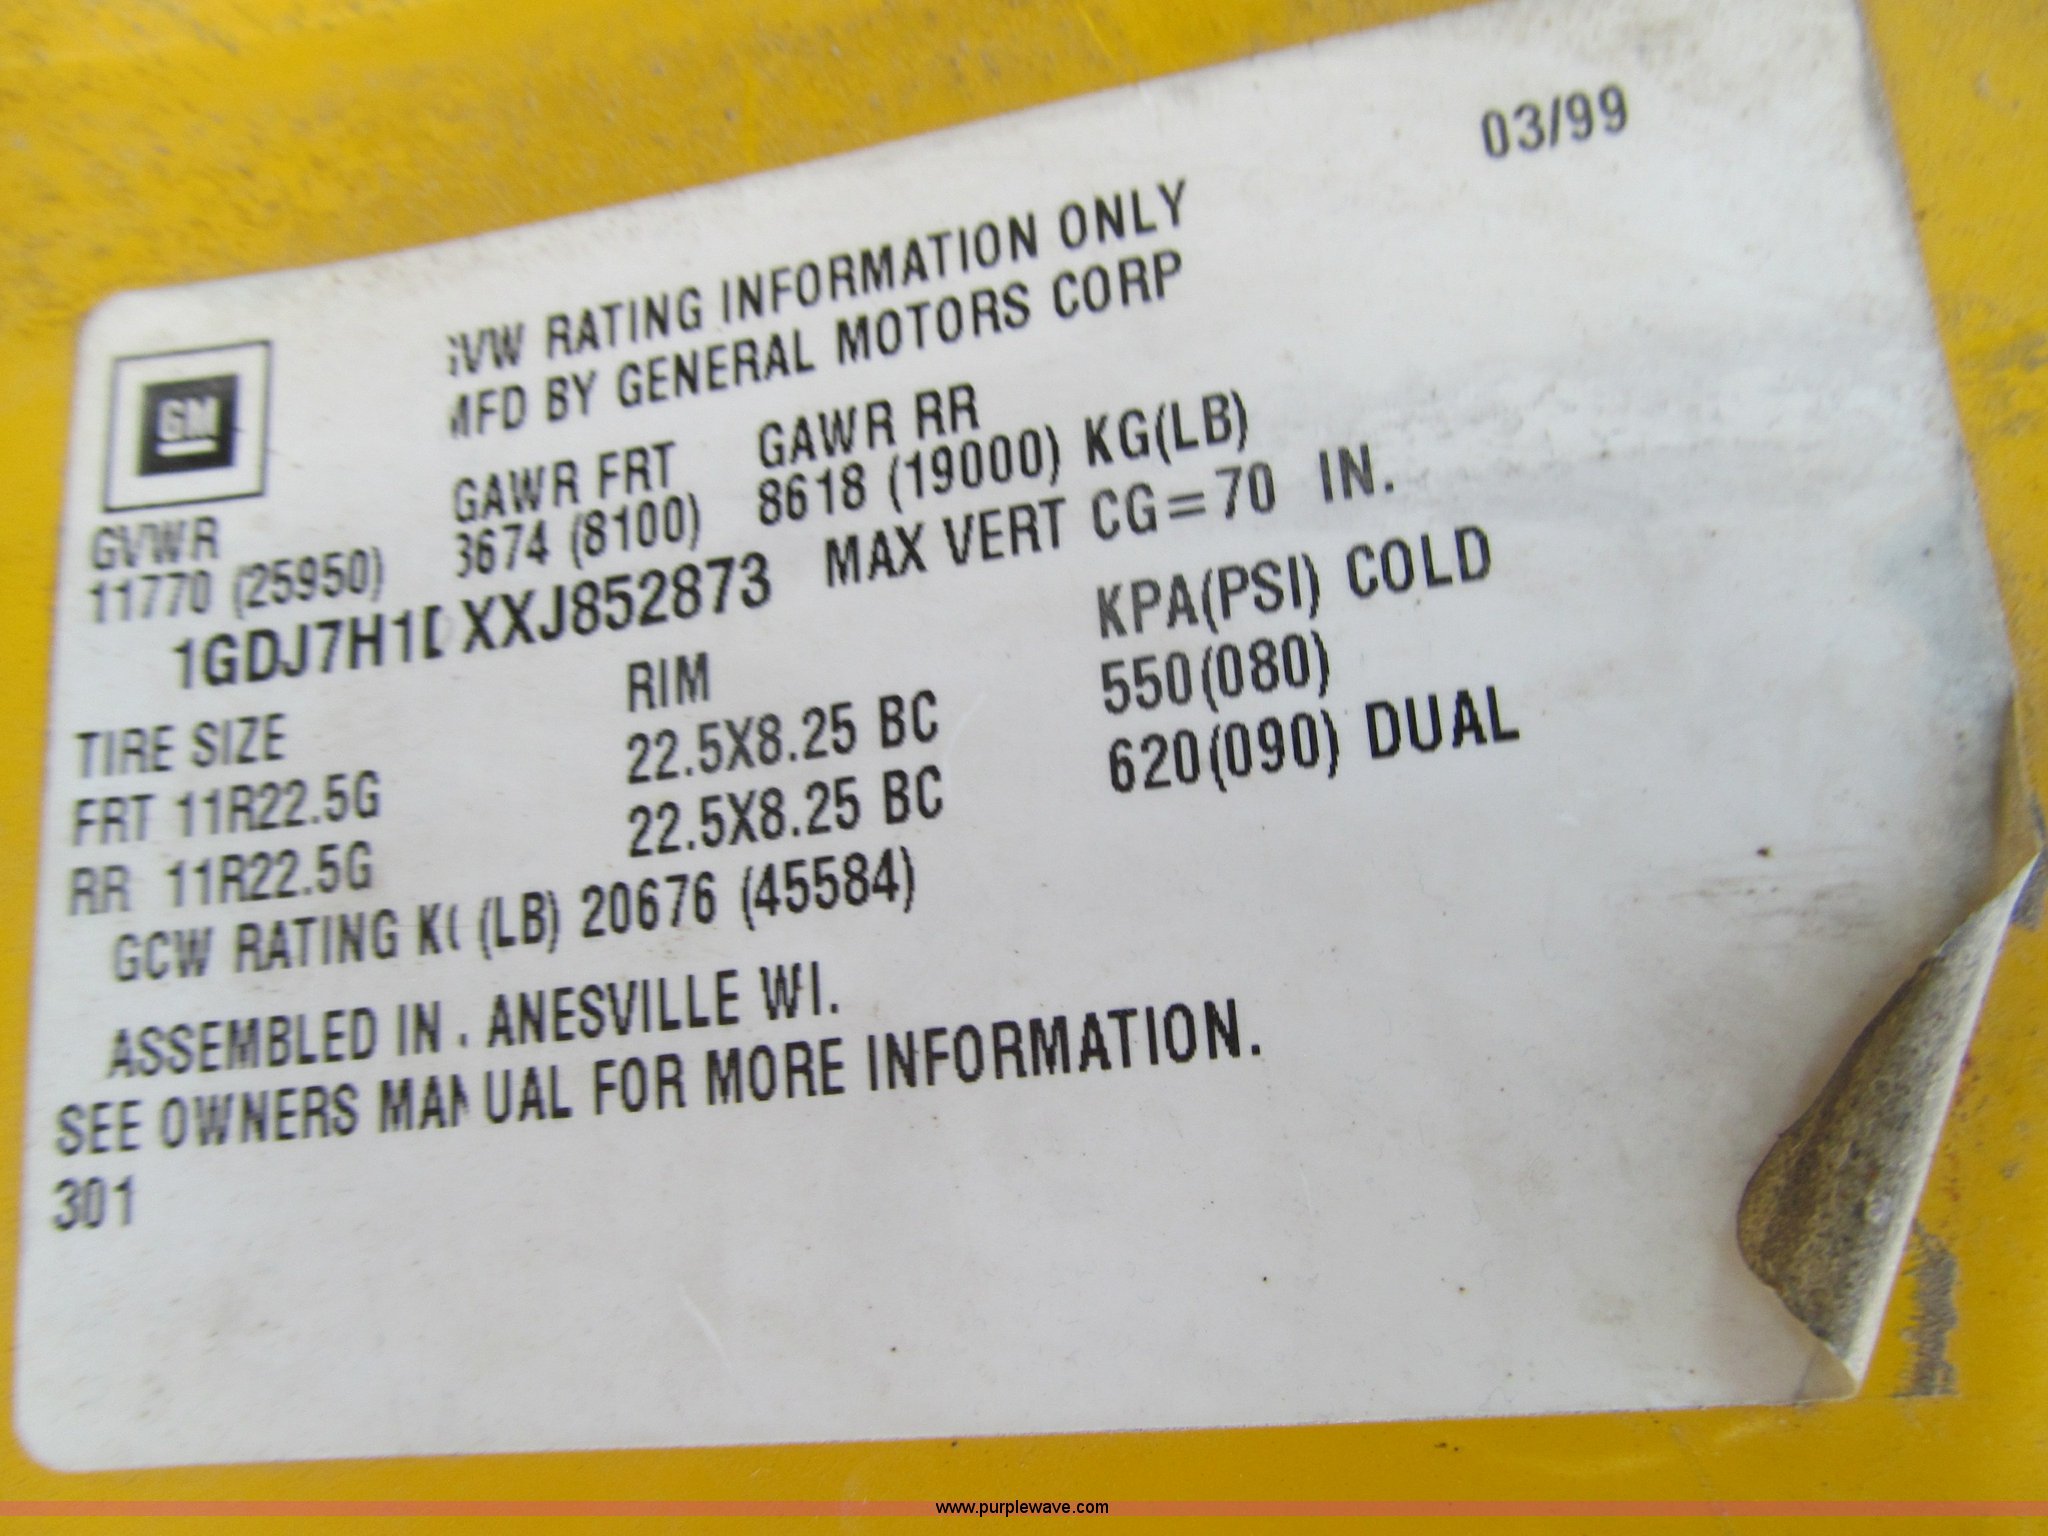 03/99
GVW RATING INFORMATION ONLY
MFD BY GENERAL MOTORS CORP
GM
GVWR GAWR FRT GAWR RR
11770 (25950) 3674 (8100) 8618 (19000) KG(LB)
1GDJ7H1D XXJ852873 MAX VERT CG=70 IN.
TIRE SIZE RIM KPA(PSI) COLD
FRT 11R22.5G 22.5X8.25 BC 550(080)
RR 11R22.5G 22.5X8.25 BC 620(090) DUAL
GCW RATING K( (LB) 20676 (45584)
ASSEMBLED IN JANESVILLE WI.
SEE OWNERS MANUAL FOR MORE INFORMATION.
301
www.purplewave.com